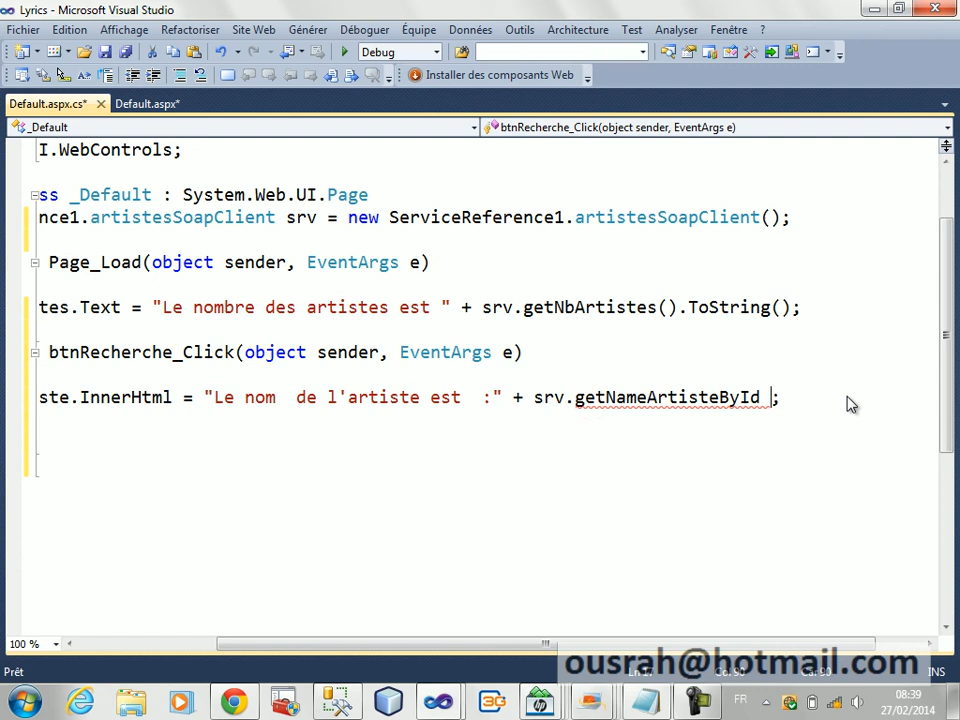 Lyrics - Microsoft Visual Studio
Fichier Edition Affichage Refactoriser Site Web Générer Déboguer Équipe Données Outils Architecture Test Analyser Fenêtre ?
Debug
Installer des composants Web
Default.aspx.cs* Default.aspx*
_Default btnRecherche_Click(object sender, EventArgs e)
I.WebControls;
ss _Default : System.Web.UI.Page
nce1.artistesSoapClient srv = new ServiceReference1.artistesSoapClient();
Page_Load(object sender, EventArgs e)
tes.Text = "Le nombre des artistes est " + srv.getNbArtistes().ToString();
btnRecherche_Click(object sender, EventArgs e)
ste.InnerHtml = "Le nom  de l'artiste est  :" + srv.getNameArtisteById ;
100 %
ousrah@hotmail.com
Prêt INS
3G hp FR 08:39
27/02/2014